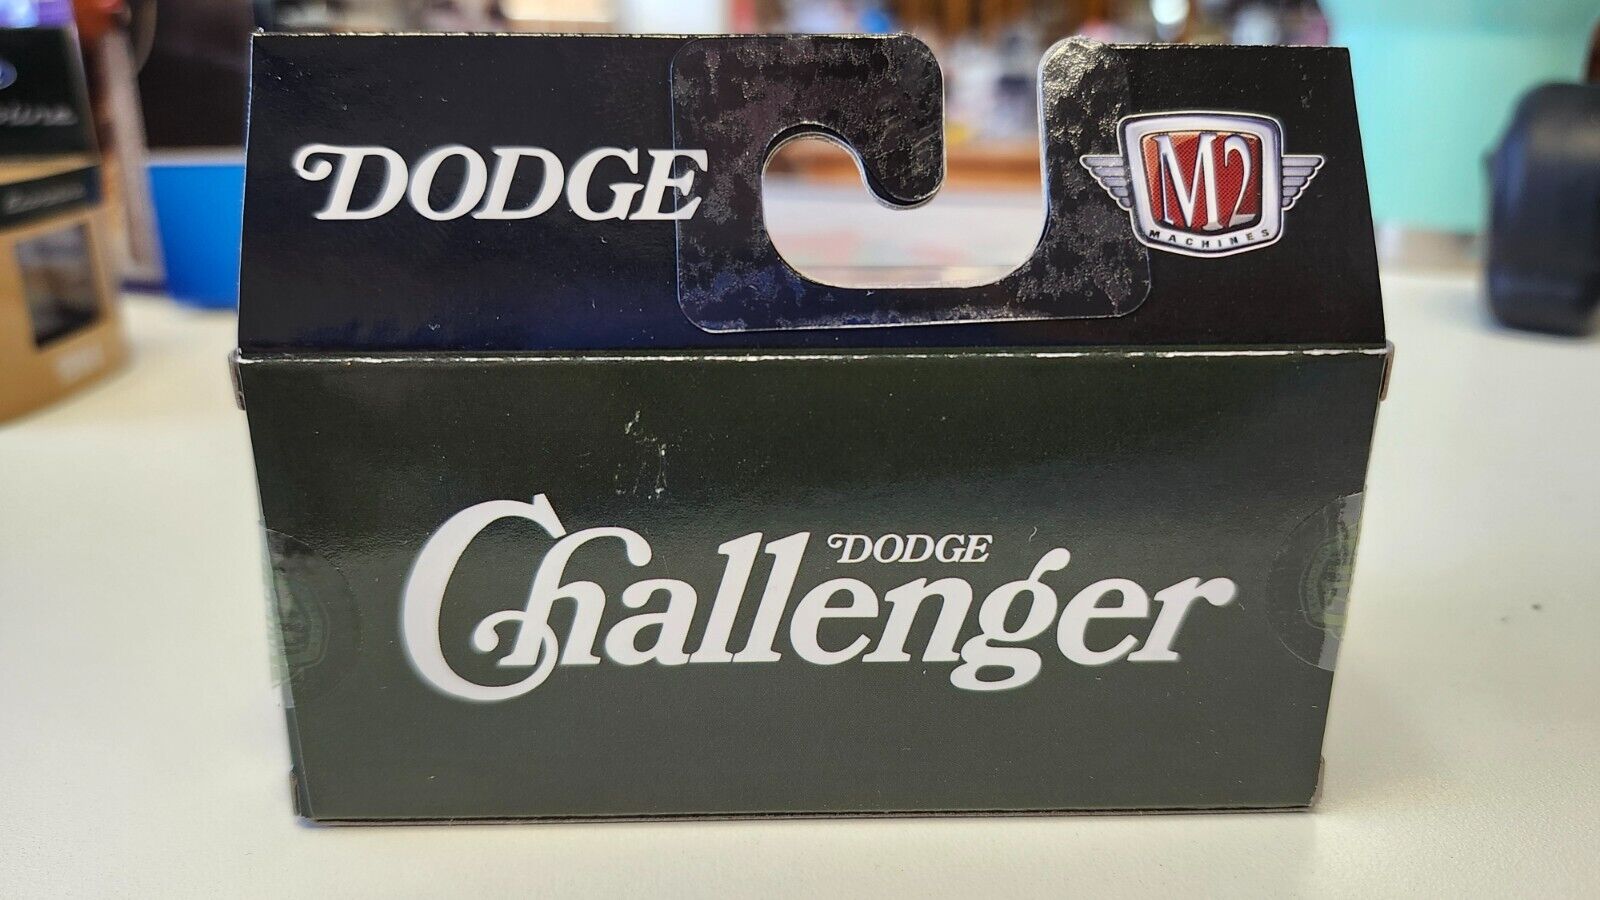 DODGE
M2
MACHINES
DODGE
Challenger